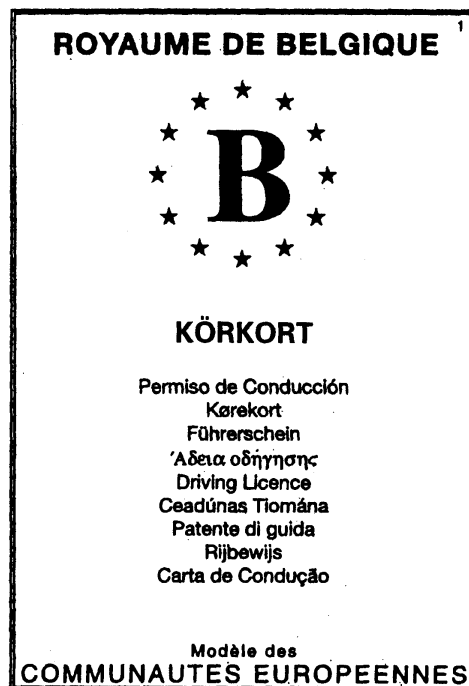 1
ROYAUME DE BELGIQUE
B
KÖRKORT
Permiso de Conducción
Kørekort
Führerschein
Άδεια οδήγησης
Driving Licence
Ceadúnas Tiomána
Patente di guida
Rijbewijs
Carta de Condução
Modèle des
COMMUNAUTES EUROPEENNES